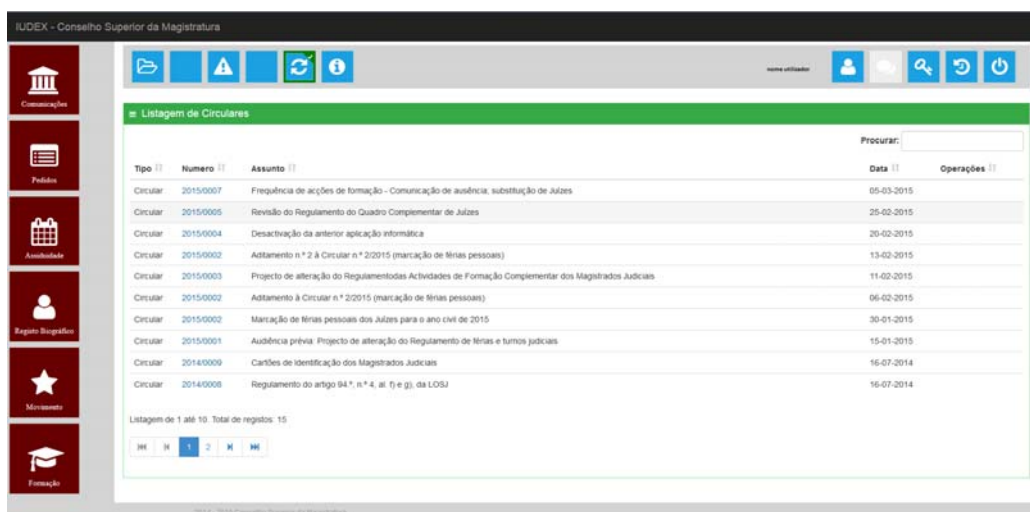 IUDEX - Conselho Superior da Magistratura
nome utilizador
Comunicações
Pedidos
Assiduidade
Registo Biográfico
Movimento
Formação
Listagem de Circulares
Procurar:
Tipo Numero Assunto Data Operações
Circular 2015/0007 Frequência de acções de formação - Comunicação de ausência; substituição de Juízes 05-03-2015
Circular 2015/0005 Revisão do Regulamento do Quadro Complementar de Juízes 25-02-2015
Circular 2015/0004 Desactivação da anterior aplicação informática 20-02-2015
Circular 2015/0002 Aditamento n.º 2 à Circular n.º 2/2015 (marcação de férias pessoais) 13-02-2015
Circular 2015/0003 Projecto de alteração do Regulamentodas Actividades de Formação Complementar dos Magistrados Judiciais 11-02-2015
Circular 2015/0002 Aditamento à Circular n.º 2/2015 (marcação de férias pessoais) 06-02-2015
Circular 2015/0002 Marcação de férias pessoais dos Juízes para o ano civil de 2015 30-01-2015
Circular 2015/0001 Audiência prévia: Projecto de alteração do Regulamento de férias e turnos judiciais 15-01-2015
Circular 2014/0009 Cartões de Identificação dos Magistrados Judiciais 16-07-2014
Circular 2014/0008 Regulamento do artigo 94.º, n.º 4, al. f) e g), da LOSJ 16-07-2014
Listagem de 1 até 10. Total de registos: 15
1 2